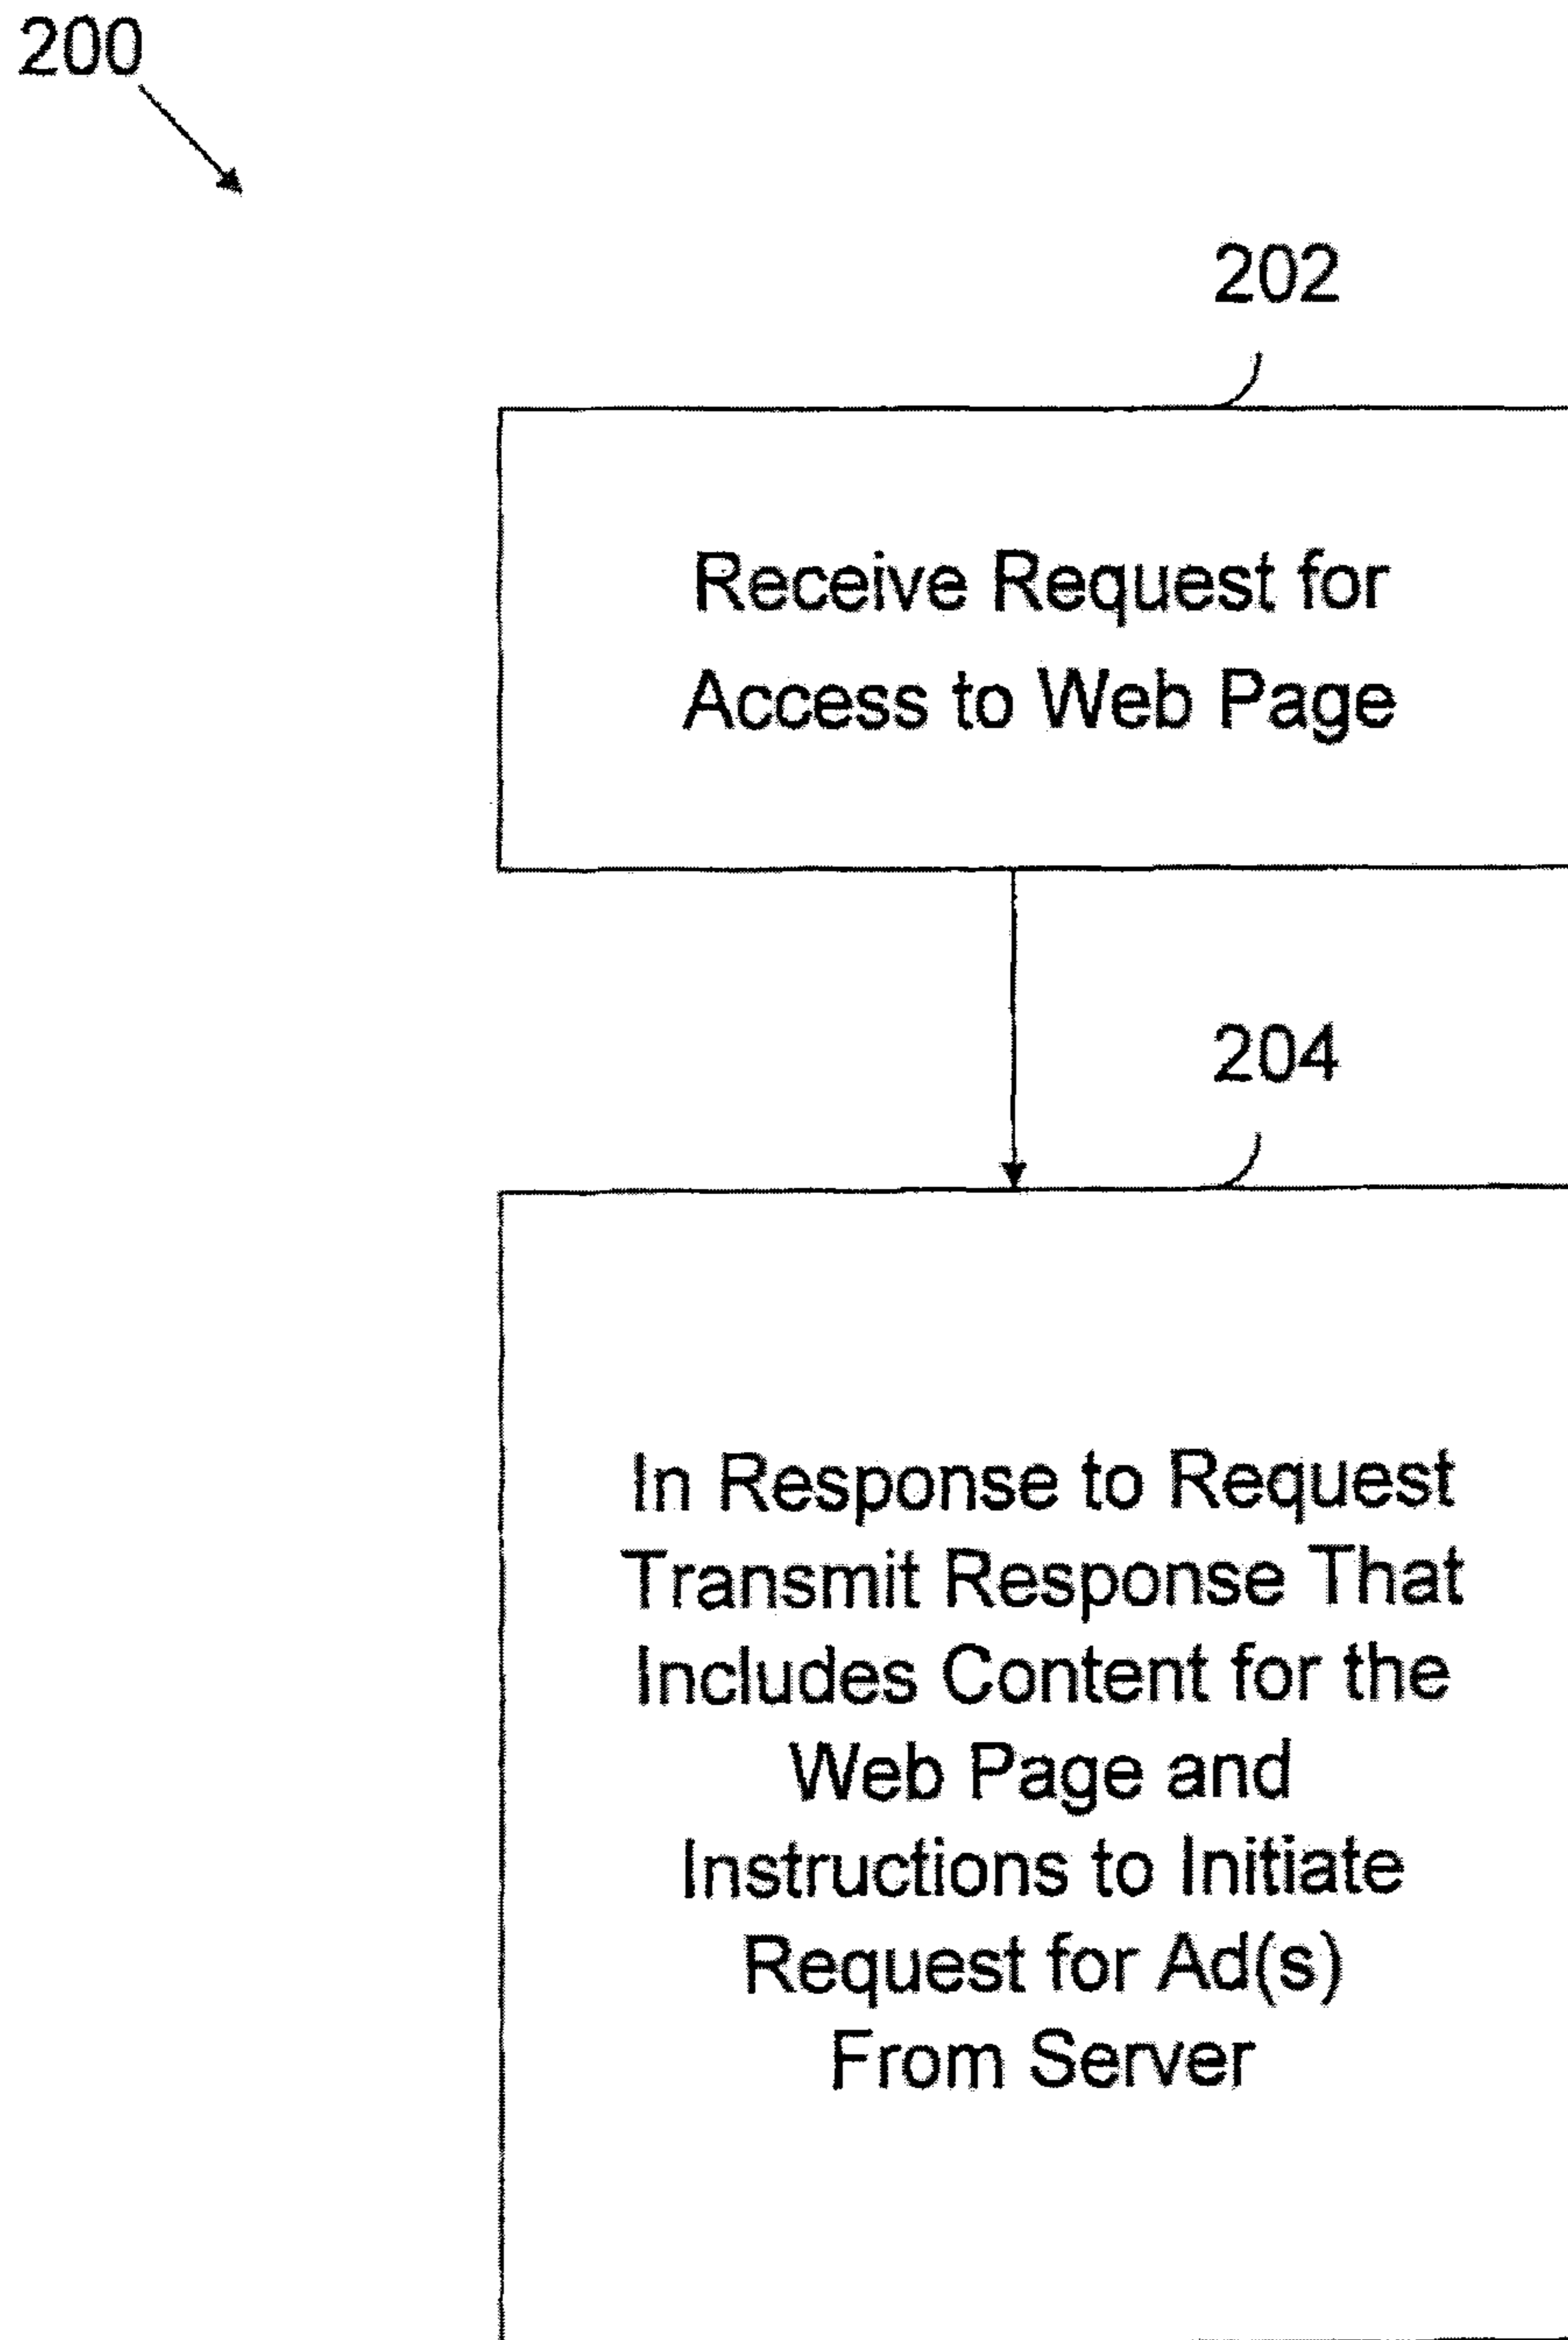 200
202
Receive Request for
Access to Web Page
204
In Response to Request
Transmit Response That
Includes Content for the
Web Page and
Instructions to Initiate
Request for Ad(s)
From Server